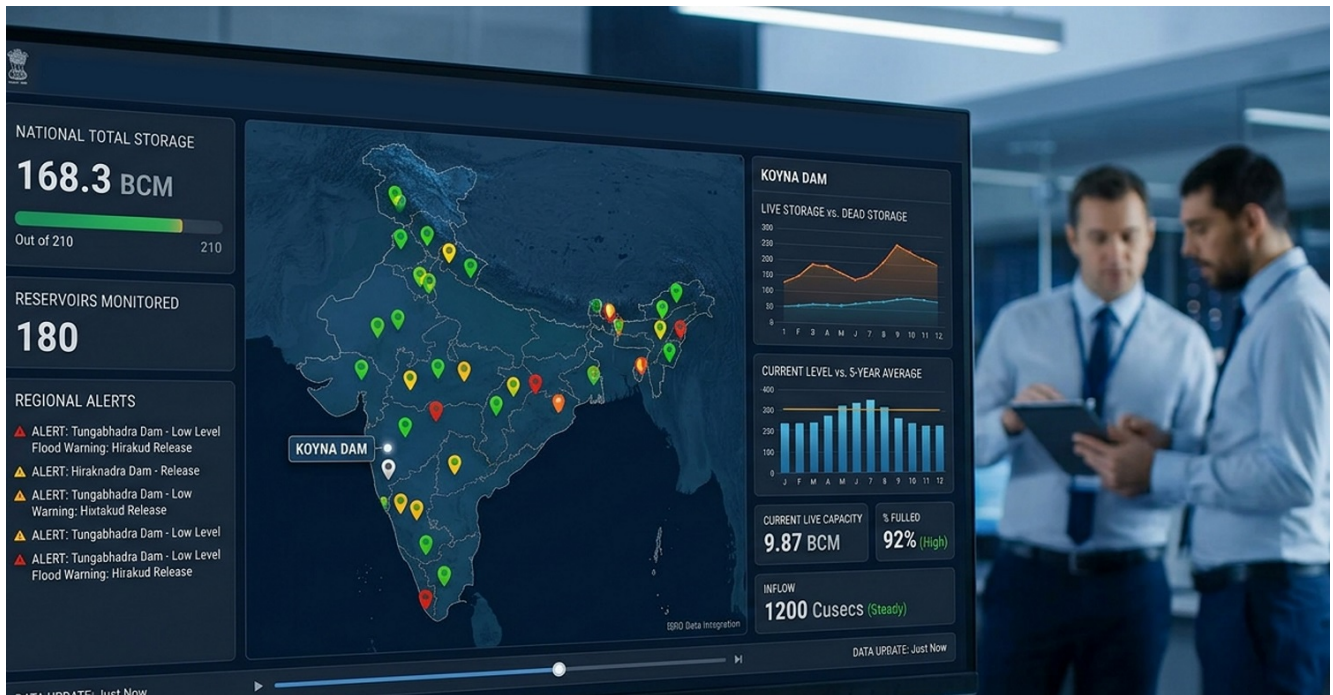 NATIONAL TOTAL STORAGE
168.3 BCM
Out of 210
210
RESERVOIRS MONITORED
180
REGIONAL ALERTS
ALERT: Tungabhadra Dam - Low Level
Flood Warning: Hirakud Release
ALERT: Hiraknadra Dam - Release
ALERT: Tungabhadra Dam - Low
Warning: Hixtakud Release
ALERT: Tungabhadra Dam - Low Level
ALERT: Tungabhadra Dam - Low Level
Flood Warning: Hirakud Release
DATA UPDATE: Just Now
KOYNA DAM
Data Integration
KOYNA DAM
LIVE STORAGE vs. DEAD STORAGE
300
230
200
100
50
0
1 F 3 A M J 7 8 9 10 11 12
CURRENT LEVEL vs. 5-YEAR AVERAGE
400
300
200
100
0
J F M A M J J 8 9 10 11 12
CURRENT LIVE CAPACITY
9.87 BCM
% FULLED
92% (High)
INFLOW
1200 Cusecs (Steady)
DATA UPDATE: Just Now